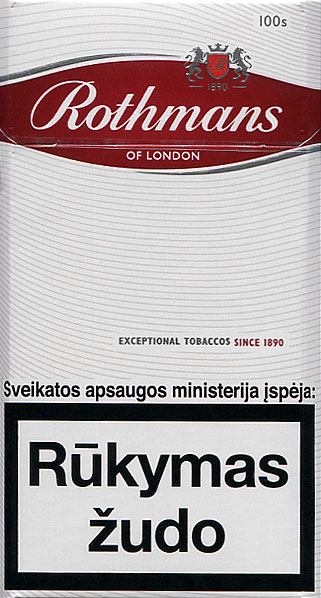 100s
R
1890
Rothmans
OF LONDON
EXCEPTIONAL TOBACCOS SINCE 1890
Sveikatos apsaugos ministerija įspėja:
Rūkymas
žudo